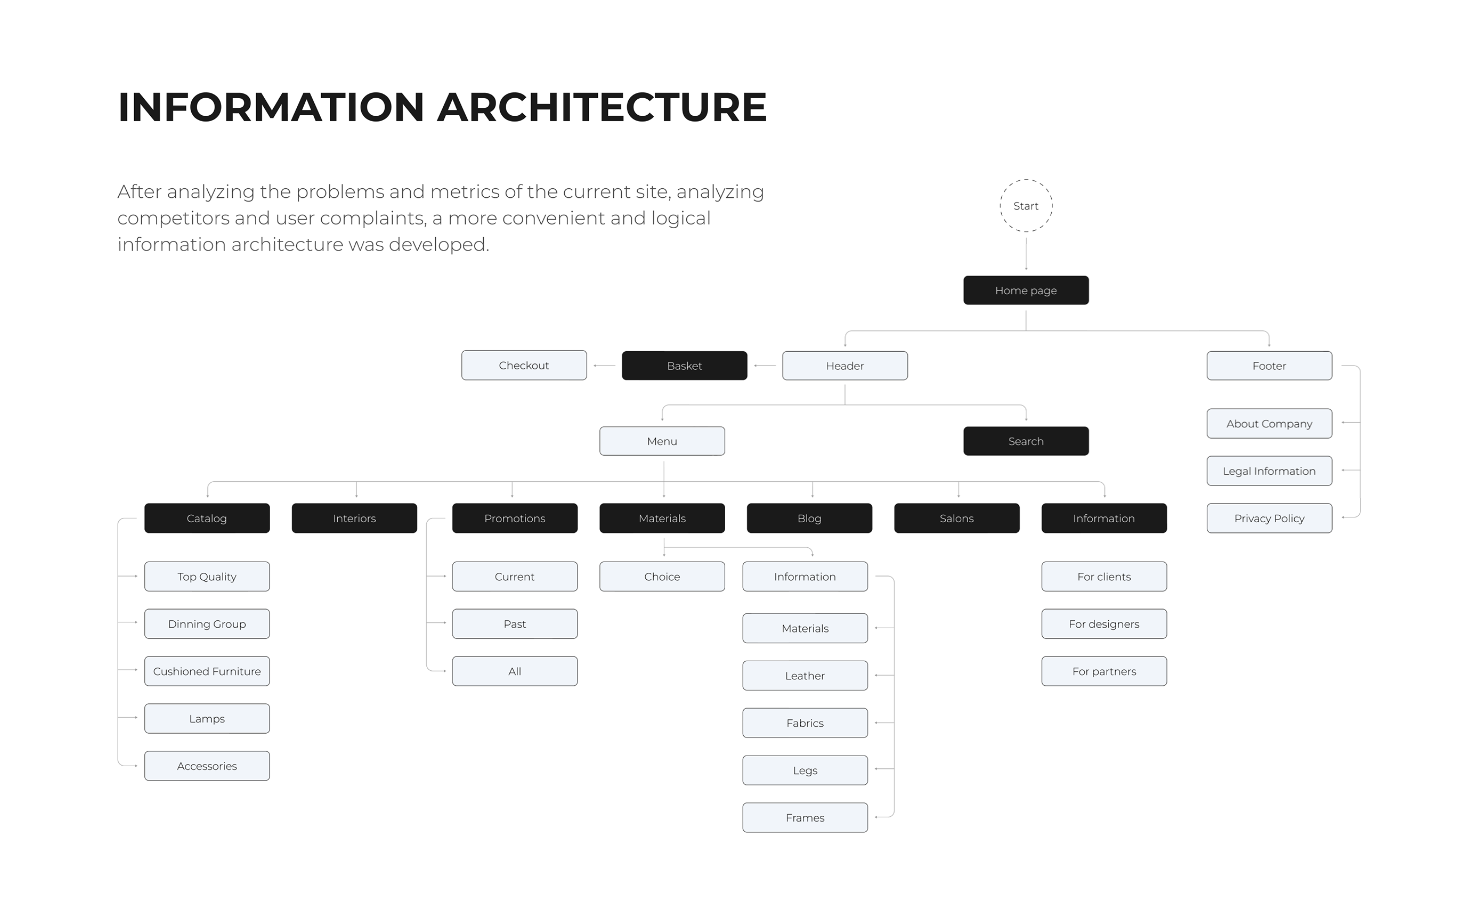 INFORMATION ARCHITECTURE
After analyzing the problems and metrics of the current site, analyzing
competitors and user complaints, a more convenient and logical
information architecture was developed.
Start
Home page
Checkout
Basket
Header
Footer
Menu
Search
About Company
Legal Information
Privacy Policy
Catalog
Interiors
Promotions
Materials
Blog
Salons
Information
Top Quality
Dinning Group
Cushioned Furniture
Lamps
Accessories
Current
Past
All
Choice
Information
Materials
Leather
Fabrics
Legs
Frames
For clients
For designers
For partners